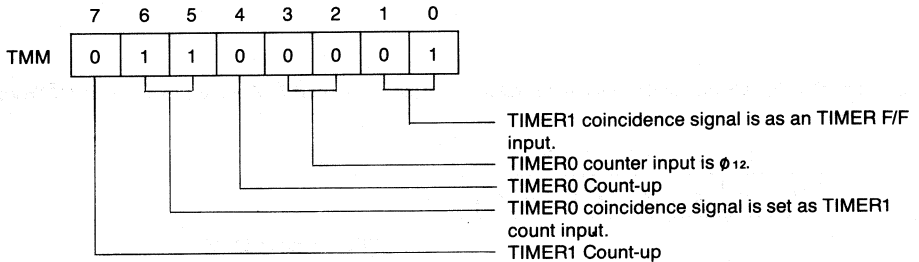 7 6 5 4 3 2 1 0
TMM 0 1 1 0 0 0 0 1
TIMER1 coincidence signal is as an TIMER F/F
input.
TIMER0 counter input is ø12.
TIMER0 Count-up
TIMER0 coincidence signal is set as TIMER1
count input.
TIMER1 Count-up